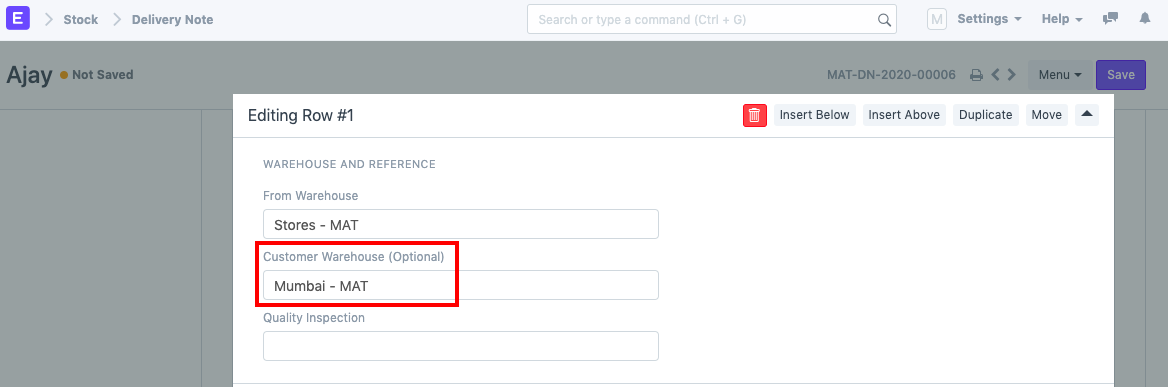 E Stock Delivery Note Search or type a command (Ctrl + G) M Settings Help
Ajay Not Saved MAT-DN-2020-00006 Menu Save
Editing Row #1 Insert Below Insert Above Duplicate Move
WAREHOUSE AND REFERENCE
From Warehouse
Stores - MAT
Customer Warehouse (Optional)
Mumbai - MAT
Quality Inspection